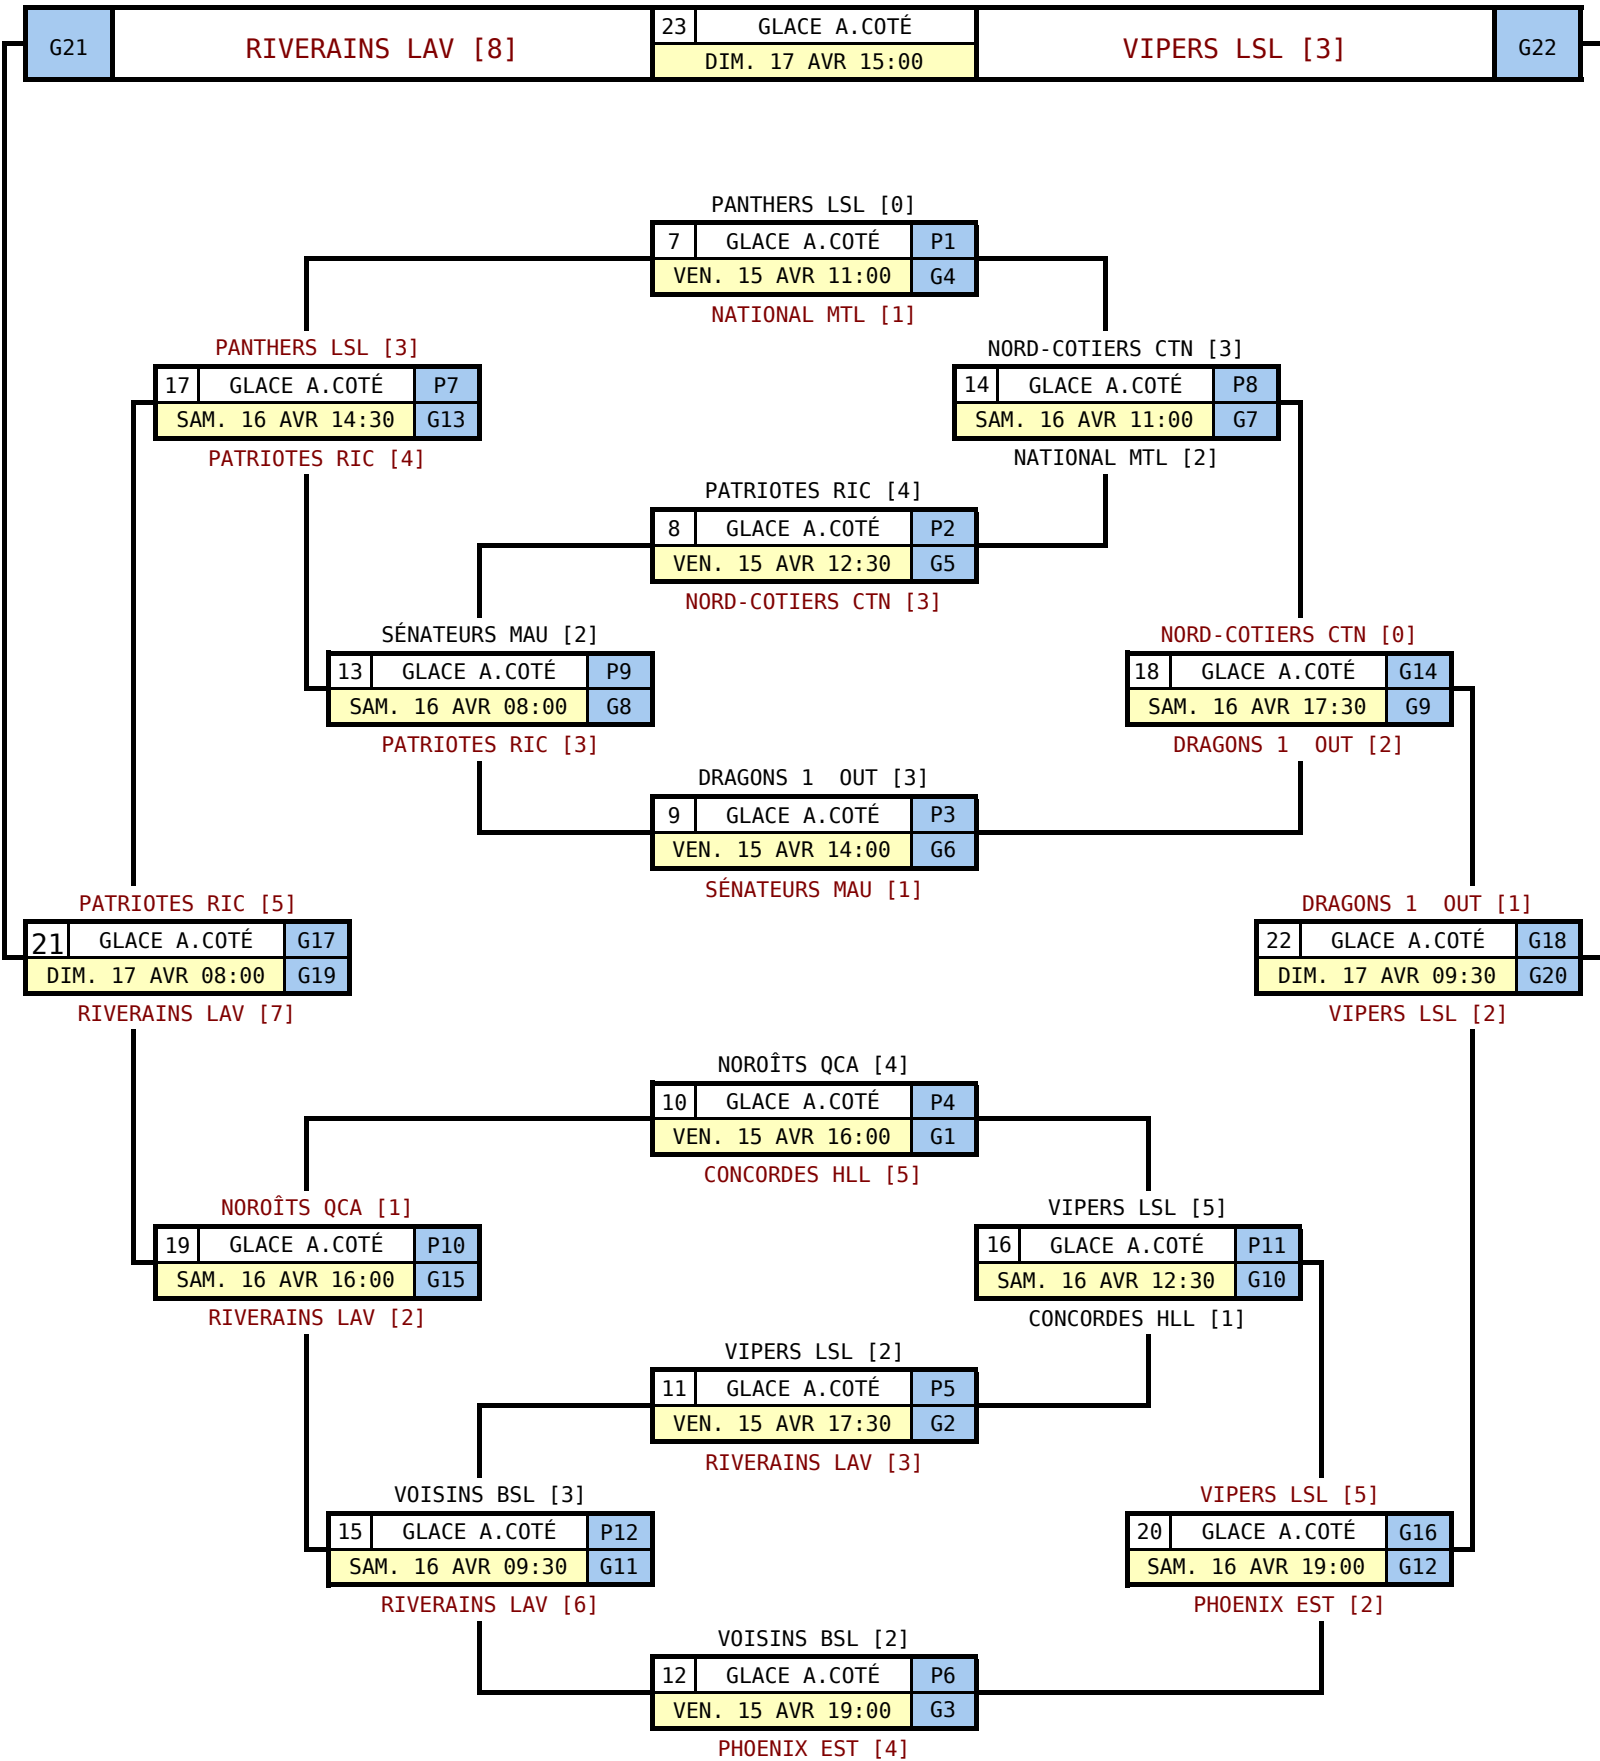 G21 RIVERAINS LAV [8] 23 GLACE A.COTÉ VIPERS LSL [3] G22
DIM. 17 AVR 15:00
PANTHERS LSL [0]
7 GLACE A.COTÉ P1
VEN. 15 AVR 11:00 G4
NATIONAL MTL [1]
PANTHERS LSL [3]
17 GLACE A.COTÉ P7
SAM. 16 AVR 14:30 G13
PATRIOTES RIC [4]
NORD-COTIERS CTN [3]
14 GLACE A.COTÉ P8
SAM. 16 AVR 11:00 G7
NATIONAL MTL [2]
PATRIOTES RIC [4]
8 GLACE A.COTÉ P2
VEN. 15 AVR 12:30 G5
NORD-COTIERS CTN [3]
SÉNATEURS MAU [2]
13 GLACE A.COTÉ P9
SAM. 16 AVR 08:00 G8
PATRIOTES RIC [3]
NORD-COTIERS CTN [0]
18 GLACE A.COTÉ G14
SAM. 16 AVR 17:30 G9
DRAGONS 1  OUT [2]
DRAGONS 1  OUT [3]
9 GLACE A.COTÉ P3
VEN. 15 AVR 14:00 G6
SÉNATEURS MAU [1]
PATRIOTES RIC [5]
21 GLACE A.COTÉ G17
DIM. 17 AVR 08:00 G19
RIVERAINS LAV [7]
DRAGONS 1  OUT [1]
22 GLACE A.COTÉ G18
DIM. 17 AVR 09:30 G20
VIPERS LSL [2]
NOROÎTS QCA [4]
10 GLACE A.COTÉ P4
VEN. 15 AVR 16:00 G1
CONCORDES HLL [5]
NOROÎTS QCA [1]
19 GLACE A.COTÉ P10
SAM. 16 AVR 16:00 G15
RIVERAINS LAV [2]
VIPERS LSL [5]
16 GLACE A.COTÉ P11
SAM. 16 AVR 12:30 G10
CONCORDES HLL [1]
VIPERS LSL [2]
11 GLACE A.COTÉ P5
VEN. 15 AVR 17:30 G2
RIVERAINS LAV [3]
VOISINS BSL [3]
15 GLACE A.COTÉ P12
SAM. 16 AVR 09:30 G11
RIVERAINS LAV [6]
VIPERS LSL [5]
20 GLACE A.COTÉ G16
SAM. 16 AVR 19:00 G12
PHOENIX EST [2]
VOISINS BSL [2]
12 GLACE A.COTÉ P6
VEN. 15 AVR 19:00 G3
PHOENIX EST [4]